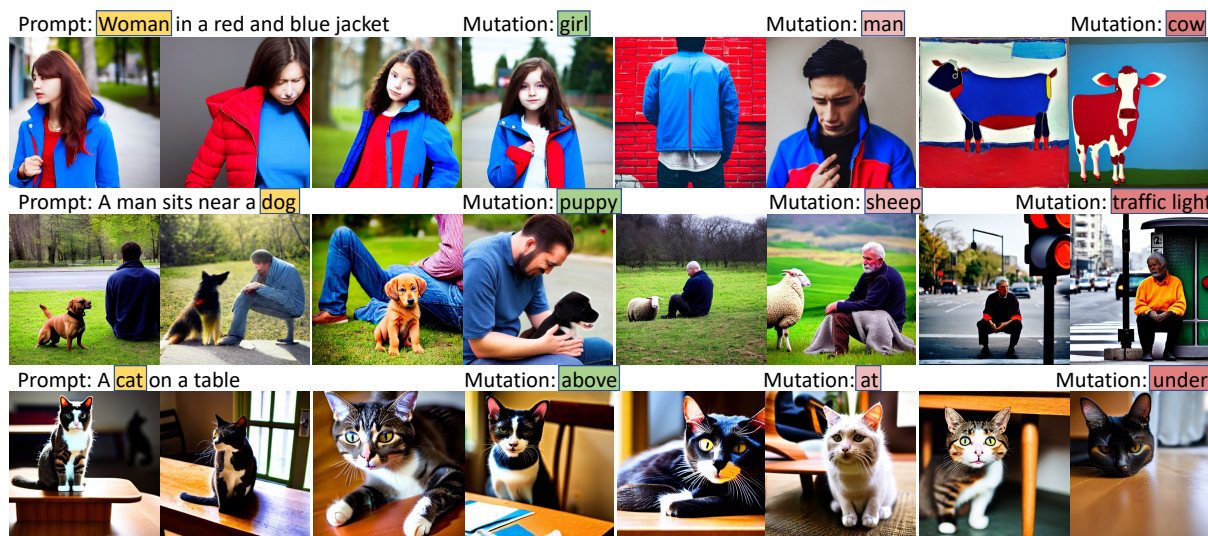 Prompt: Woman in a red and blue jacket Mutation: girl Mutation: man Mutation: cow
Prompt: A man sits near a dog Mutation: puppy Mutation: sheep Mutation: traffic light
Prompt: A cat on a table Mutation: above Mutation: at Mutation: under